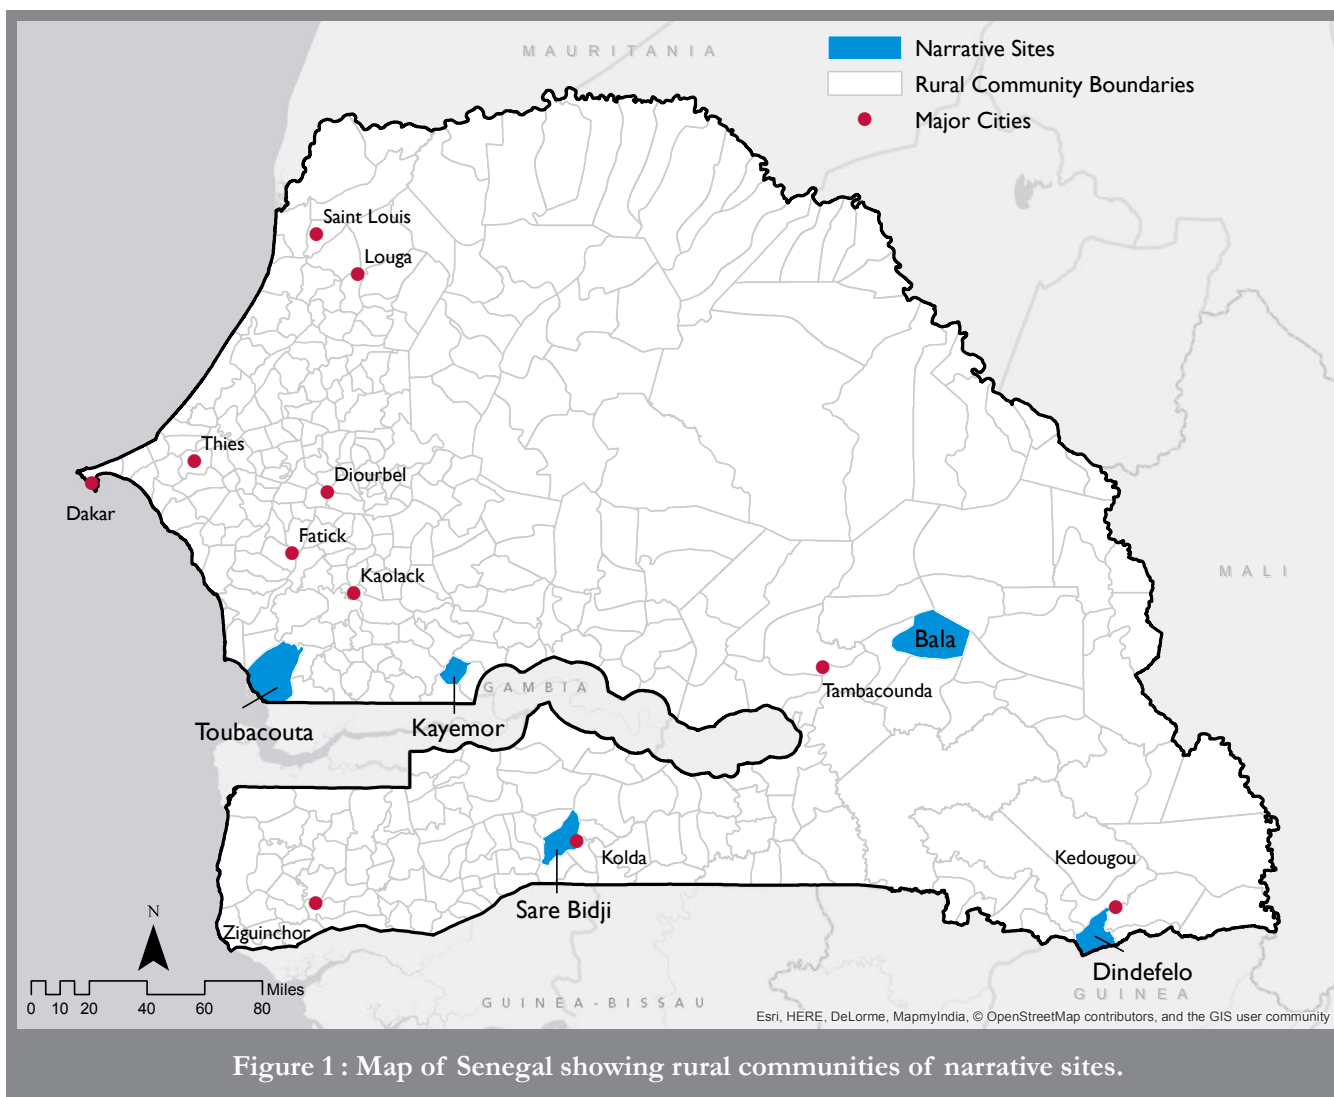 MAURITANIA
Narrative Sites
Rural Community Boundaries
Major Cities
Saint Louis
Louga
Thies
Diourbel
Dakar
Fatick
Kaolack
MALI
Bala
Tambacounda
GAMBIA
Toubacouta
Kayemor
Kolda
Kedougou
Sare Bidji
Ziguinchor
N
Dindefelo
GUINEA
GUINEA-BISSAU
Miles
0 10 20 40 60 80
Esri, HERE, DeLorme, MapmyIndia, © OpenStreetMap contributors, and the GIS user community
Figure 1 : Map of Senegal showing rural communities of narrative sites.